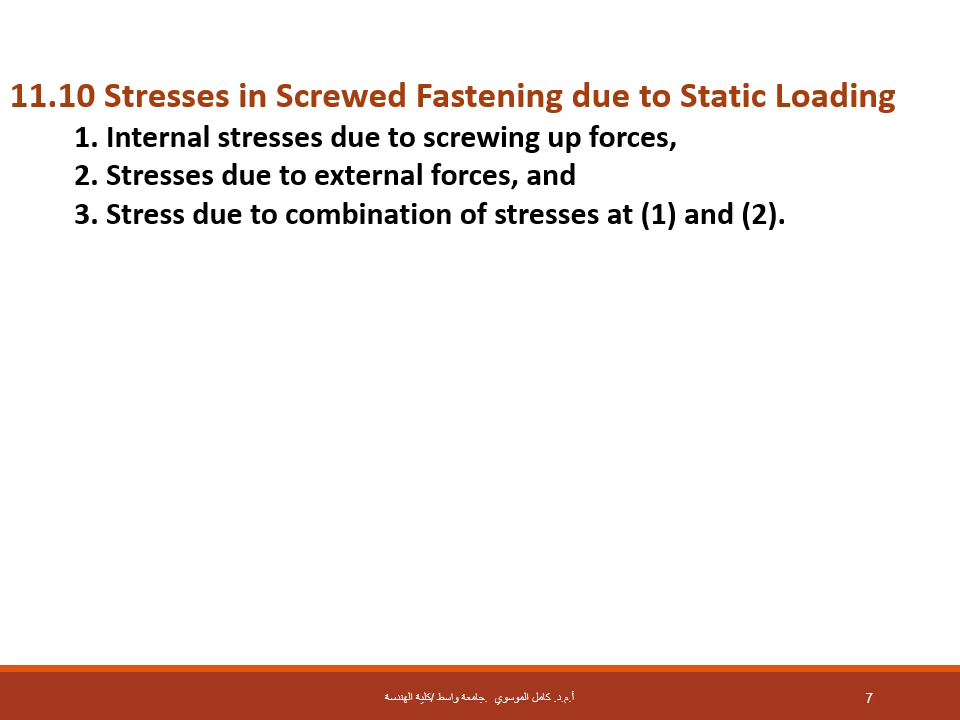 11.10 Stresses in Screwed Fastening due to Static Loading
1. Internal stresses due to screwing up forces,
2. Stresses due to external forces, and
3. Stress due to combination of stresses at (1) and (2).
أ.م.د. كامل الموسوي .جامعة واسط /كلية الهندسة
7